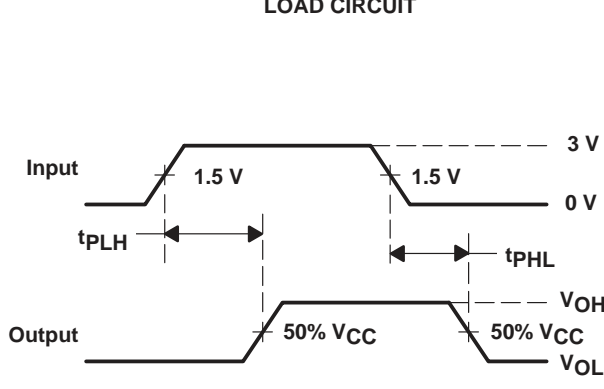 LOAD CIRCUIT
3 V
Input
1.5 V
1.5 V
0 V
tPLH
tPHL
VOH
Output
50% VCC
50% VCC
VOL